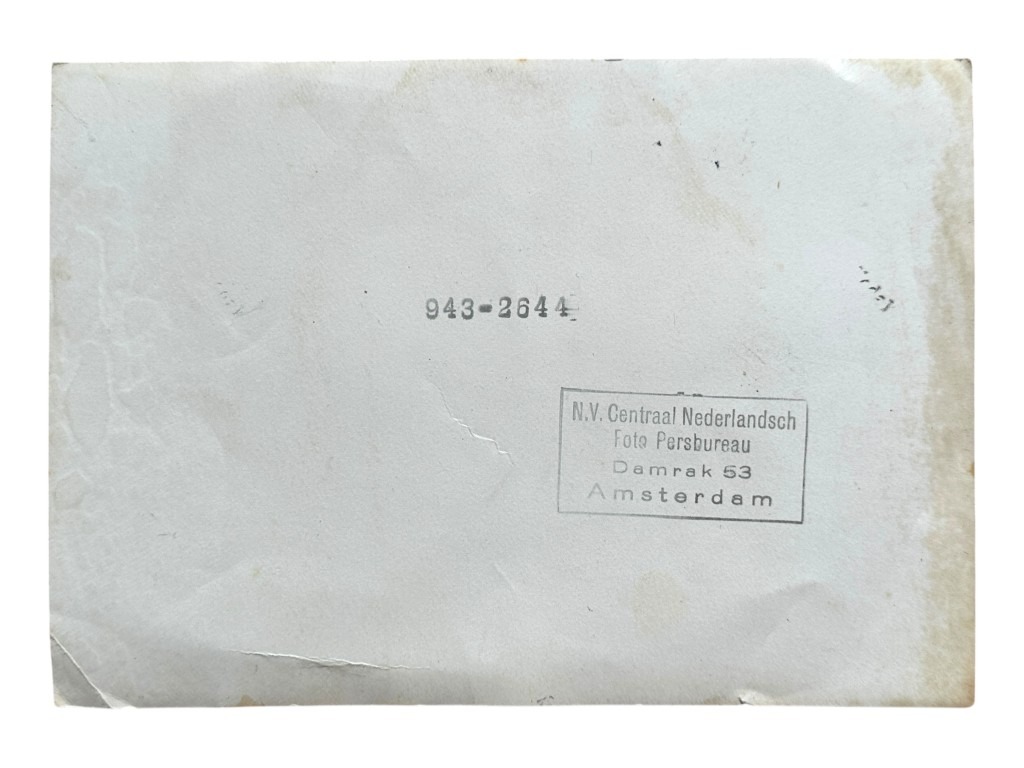 943-2644
N.V. Centraal Nederlandsch
Foto Persbureau
Damrak 53
Amsterdam